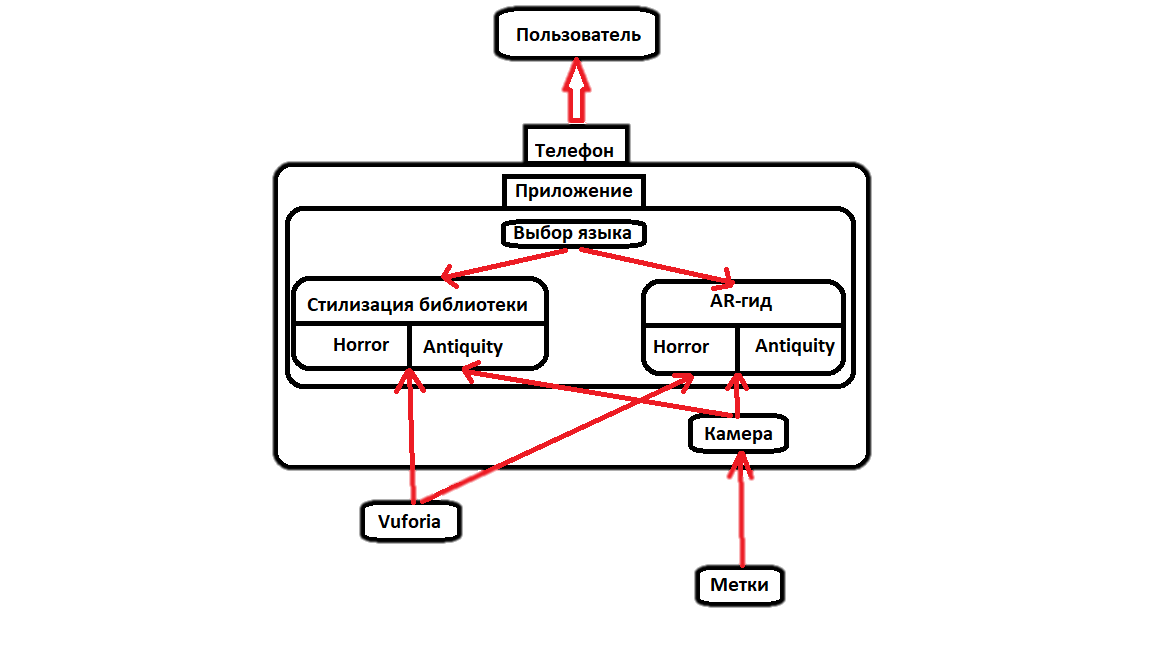 Пользователь
Телефон
Приложение
Выбор языка
Стилизация библиотеки
Horror
Antiquity
AR-гид
Horror
Antiquity
Камера
Vuforia
Метки